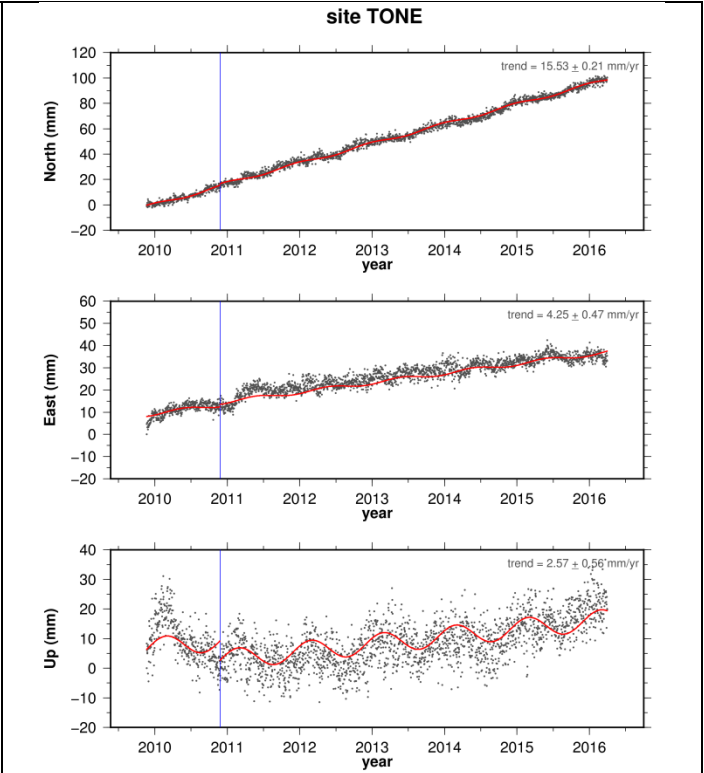 site TONE
trend = 15.53 ± 0.21 mm/yr
North (mm)
120
100
80
60
40
20
0
−20
2010 2011 2012 2013 2014 2015 2016
year
trend = 4.25 ± 0.47 mm/yr
East (mm)
60
50
40
30
20
10
0
−10
−20
2010 2011 2012 2013 2014 2015 2016
year
trend = 2.57 ± 0.56 mm/yr
Up (mm)
40
30
20
10
0
−10
−20
2010 2011 2012 2013 2014 2015 2016
year